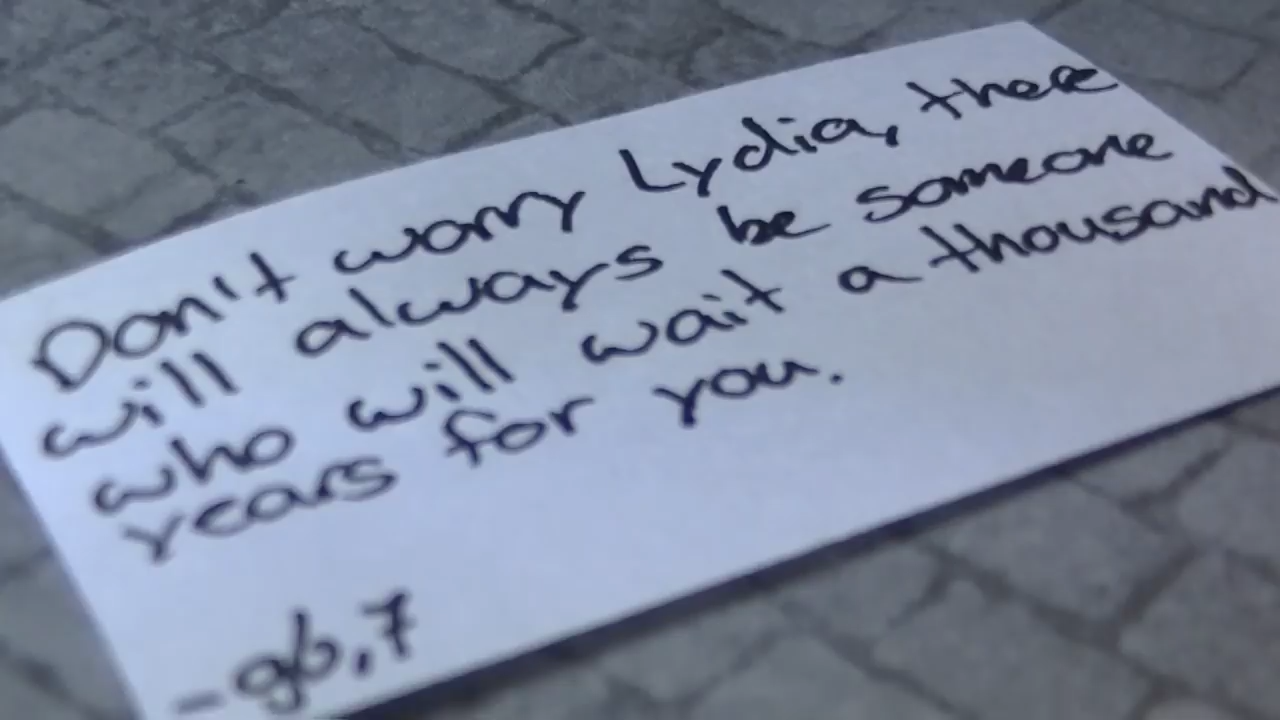 Don't worry Lydia, there
will always be someone
who will wait a thousand
years for you.
- gb,7